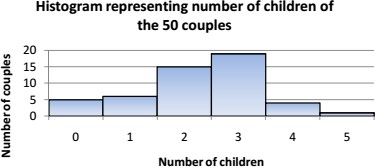 Histogram representing number of children of
the 50 couples
Number of couples
20
15
10
5
0
0 1 2 3 4 5
Number of children